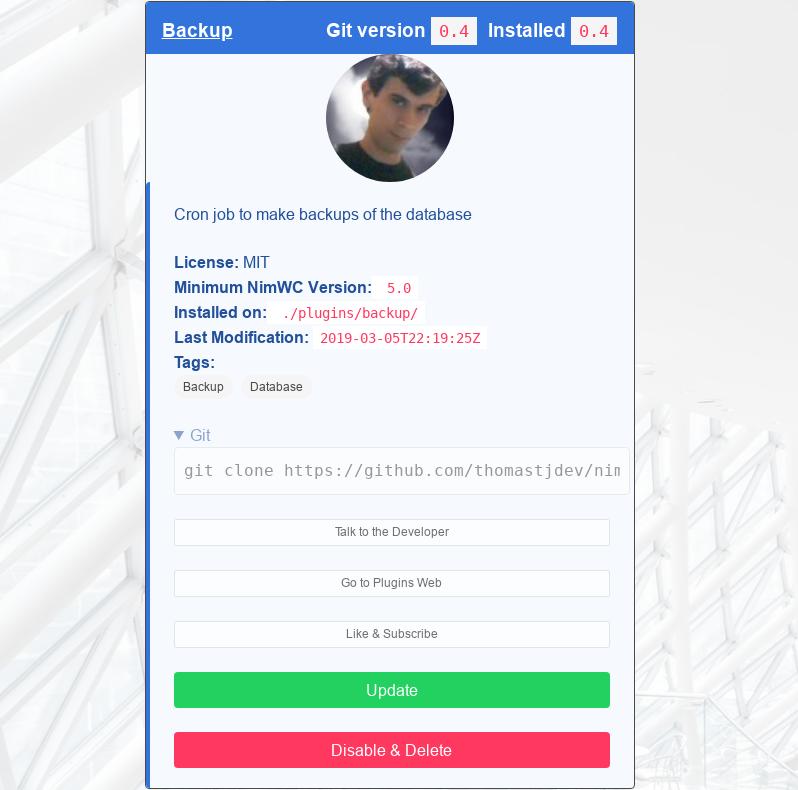 Backup Git version 0.4 Installed 0.4
Cron job to make backups of the database
License: MIT
Minimum NimWC Version: 5.0
Installed on: ./plugins/backup/
Last Modification: 2019-03-05T22:19:25Z
Tags:
Backup Database
▼ Git
git clone https://github.com/thomastjdev/nim
Talk to the Developer
Go to Plugins Web
Like & Subscribe
Update
Disable & Delete